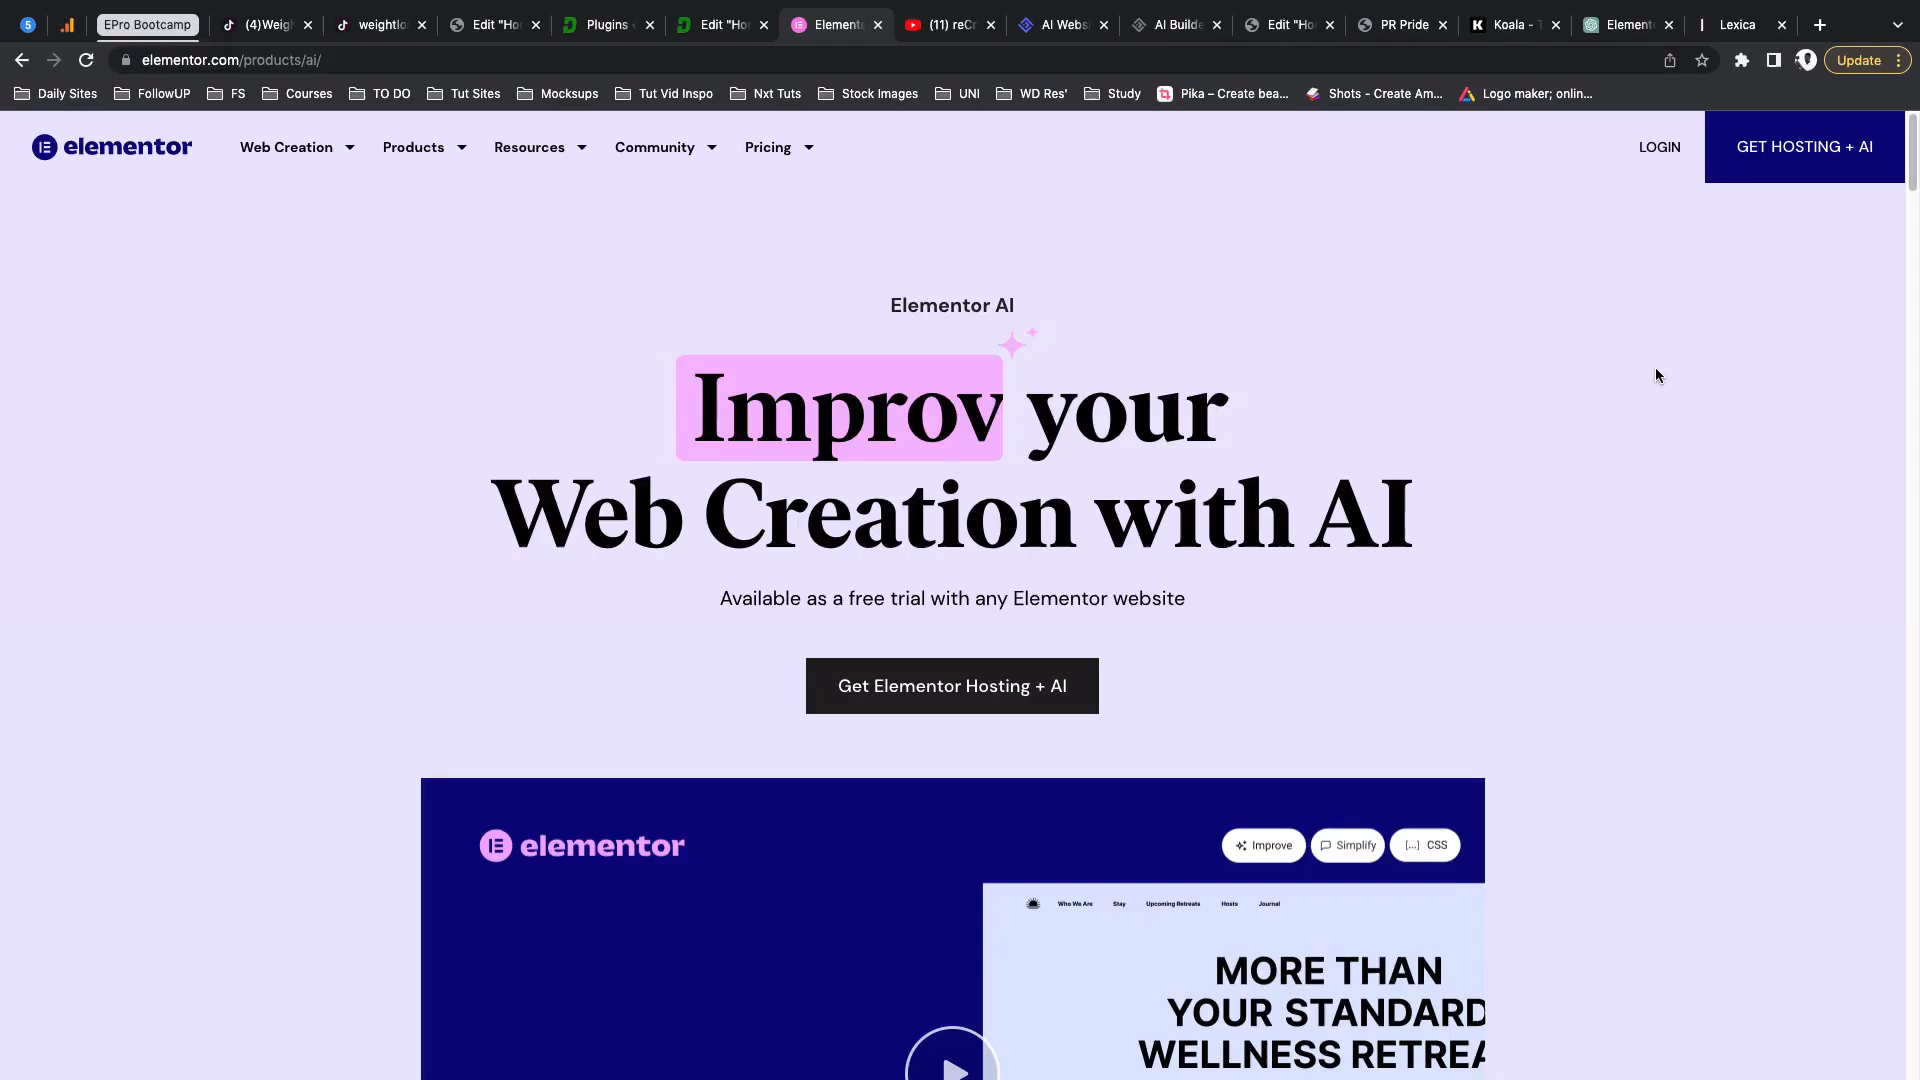 5
EPro Bootcamp
(4)Weigh
weightlo
Edit "Ho
Plugins ‹
Edit "Ho
Elemento
(11) reCr
AI Webs
AI Builde
Edit "Ho
PR Pride
Koala - T
Elemento
Lexica
elementor.com/products/ai/
Update
Daily Sites
FollowUP
FS
Courses
TO DO
Tut Sites
Mocksups
Tut Vid Inspo
Nxt Tuts
Stock Images
UNI
WD Res'
Study
Pika – Create bea...
Shots - Create Am...
Logo maker; onlin...
elementor
Web Creation
Products
Resources
Community
Pricing
LOGIN
GET HOSTING + AI
Elementor AI
Improv your
Web Creation with AI
Available as a free trial with any Elementor website
Get Elementor Hosting + AI
elementor
Improve
Simplify
[...] CSS
Who We Are
Stay
Upcoming Retreats
Hosts
Journal
MORE THAN
YOUR STANDARD
WELLNESS RETREA